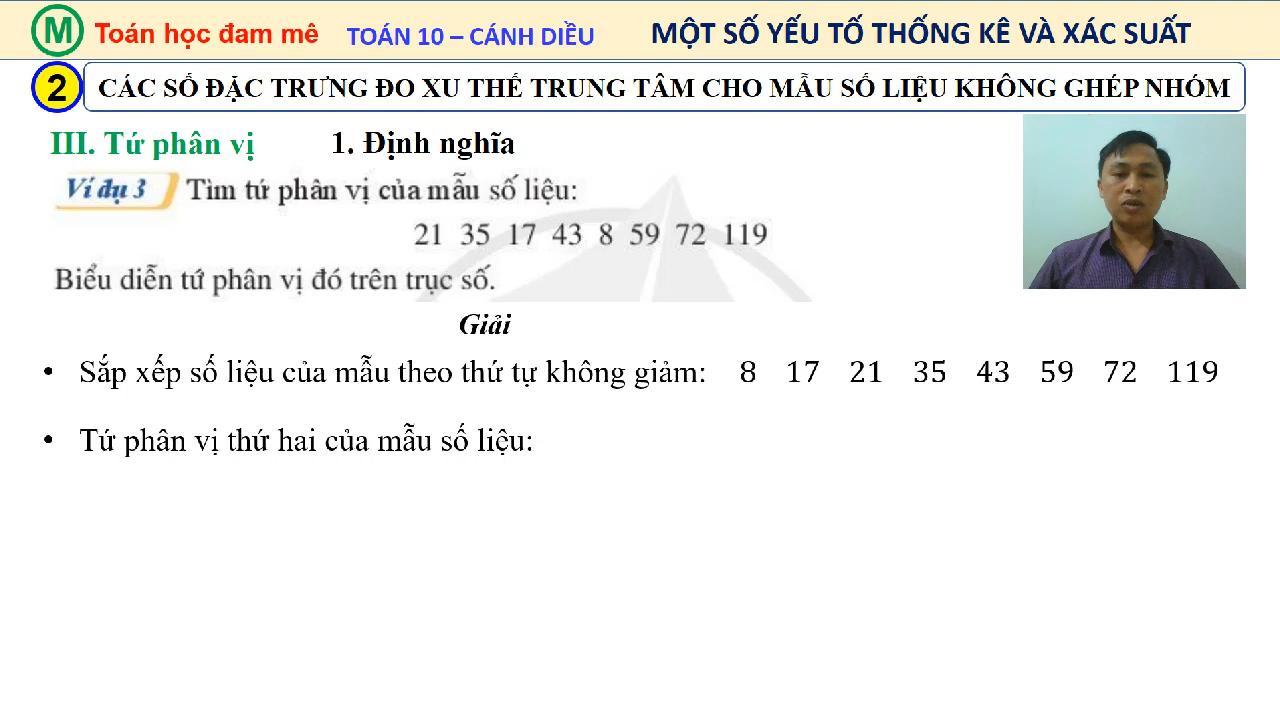 M Toán học đam mê TOÁN 10 – CÁNH DIỀU MỘT SỐ YẾU TỐ THỐNG KÊ VÀ XÁC SUẤT
2 CÁC SỐ ĐẶC TRƯNG ĐO XU THẾ TRUNG TÂM CHO MẪU SỐ LIỆU KHÔNG GHÉP NHÓM
III. Tứ phân vị 1. Định nghĩa
Ví dụ 3 Tìm tứ phân vị của mẫu số liệu:
21 35 17 43 8 59 72 119
Biểu diễn tứ phân vị đó trên trục số.
Giải
• Sắp xếp số liệu của mẫu theo thứ tự không giảm: 8 17 21 35 43 59 72 119
• Tứ phân vị thứ hai của mẫu số liệu: